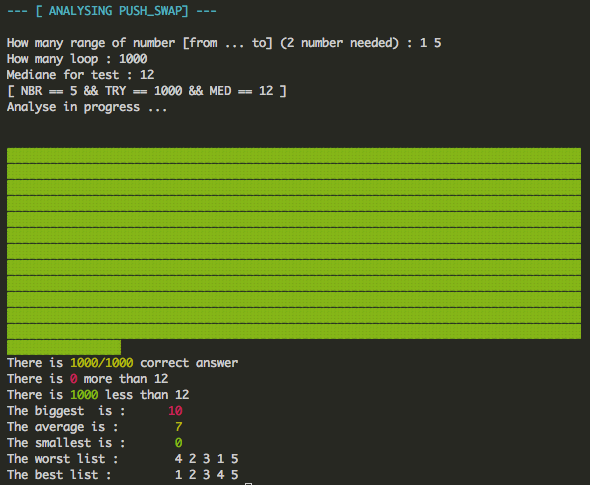 --- [ ANALYSING PUSH_SWAP] ---
How many range of number [from ... to] (2 number needed) : 1 5
How many loop : 1000
Mediane for test : 12
[ NBR == 5 && TRY == 1000 && MED == 12 ]
Analyse in progress ...
There is 1000/1000 correct answer
There is 0 more than 12
There is 1000 less than 12
The biggest  is :      10
The average is :       7
The smallest is :      0
The worst list :       4 2 3 1 5
The best list :        1 2 3 4 5